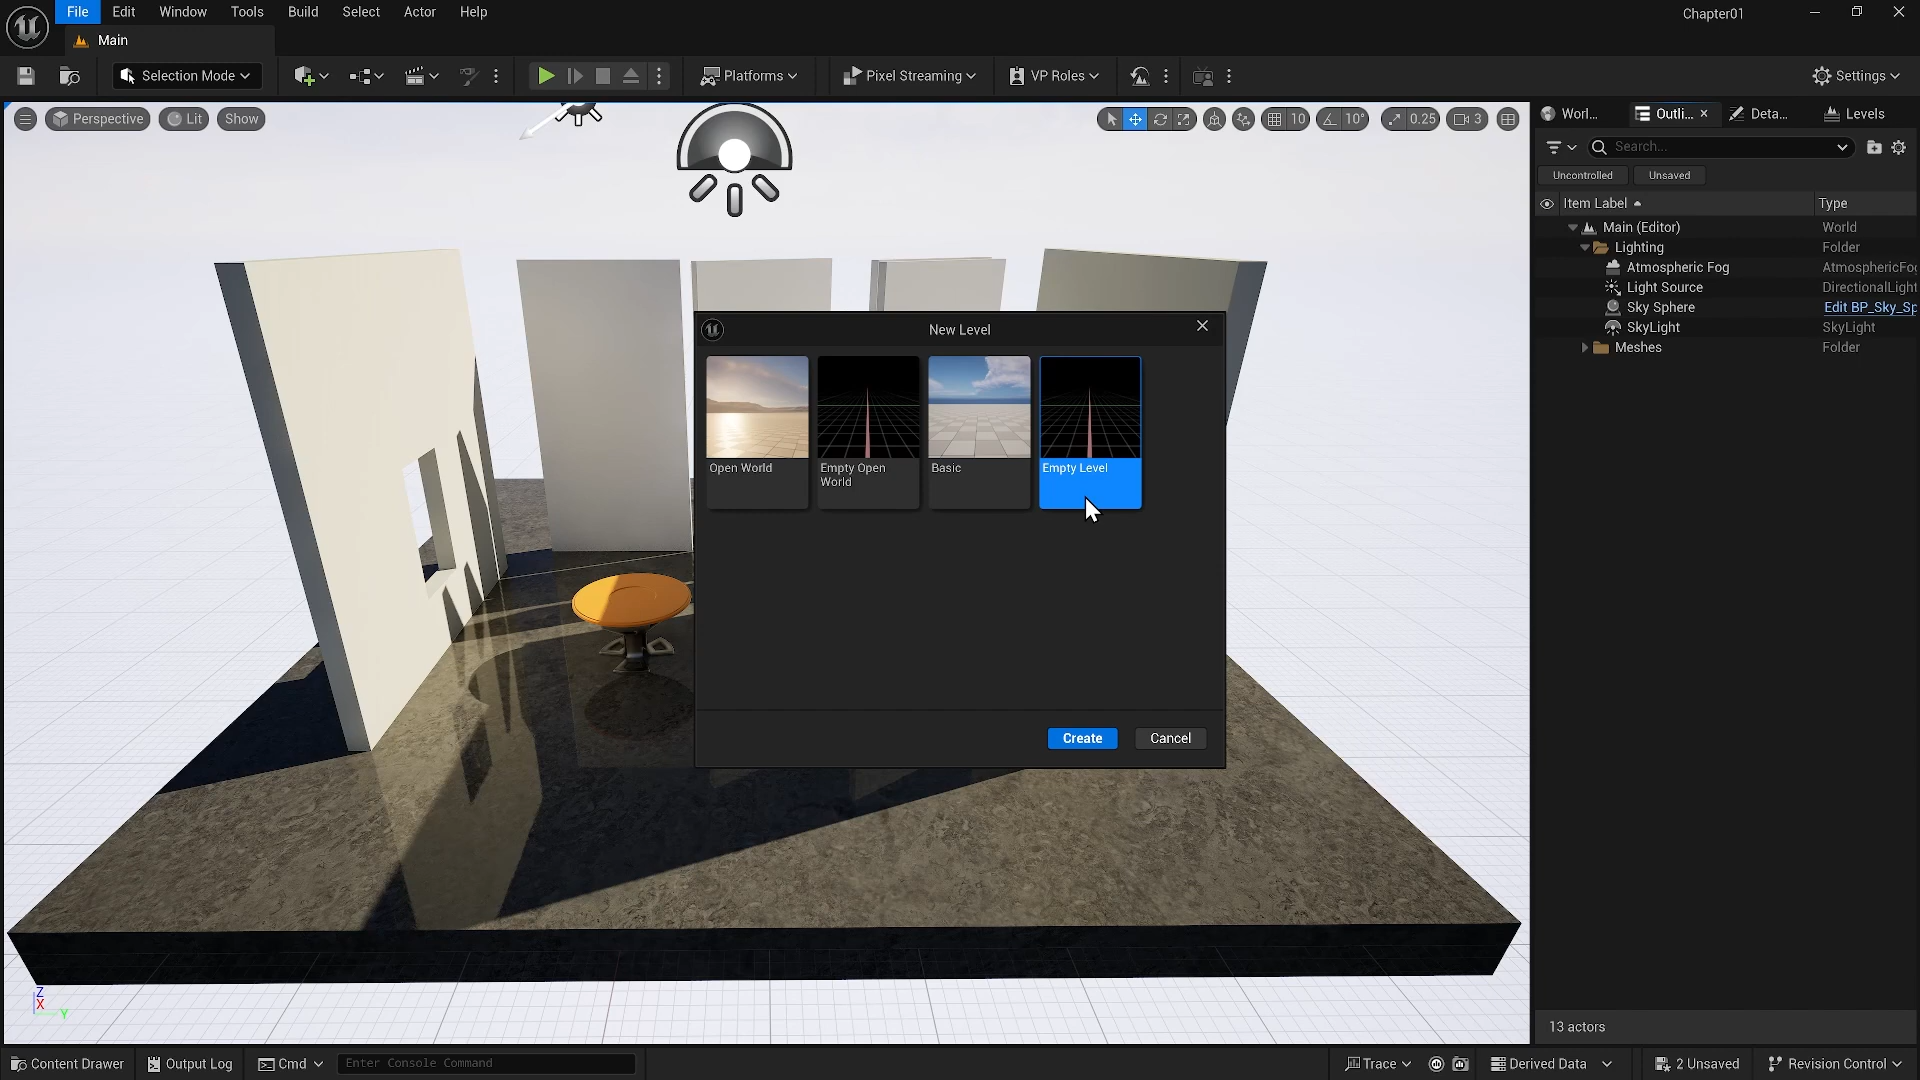 File Edit Window Tools Build Select Actor Help
Chapter01
Main
Selection Mode
Platforms
Pixel Streaming
VP Roles
Settings
Perspective
Lit
Show
10
10°
0.25
3
Worl...
Outli...
Deta...
Levels
Search...
Uncontrolled
Unsaved
Item Label
Type
Main (Editor)
World
Lighting
Folder
Atmospheric Fog
AtmosphericFog
Light Source
DirectionalLight
Sky Sphere
Edit BP_Sky_Sp
SkyLight
SkyLight
Meshes
Folder
New Level
Open World
Empty Open
World
Basic
Empty Level
Create
Cancel
Z
X
Y
13 actors
Content Drawer
Output Log
Cmd
Enter Console Command
Trace
Derived Data
2 Unsaved
Revision Control